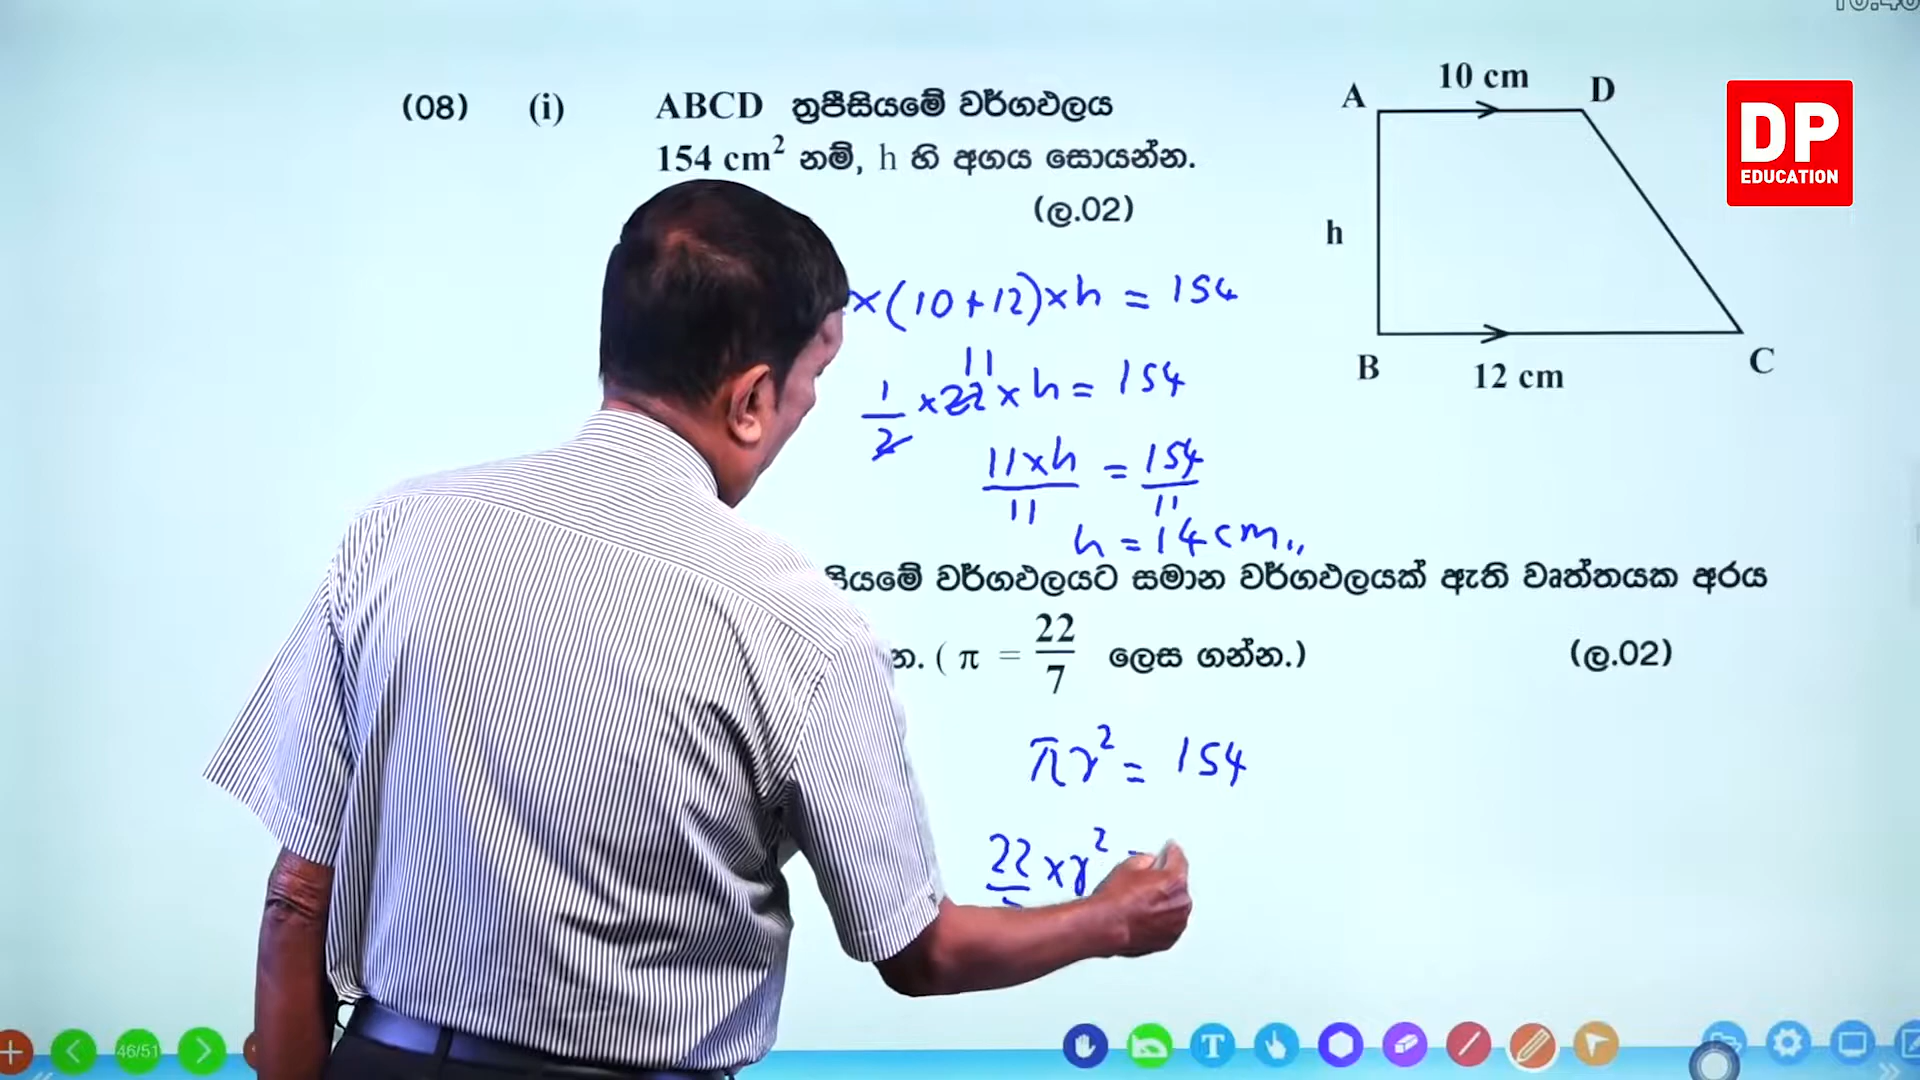 (08) (i) ABCD ත්‍රපීසියමේ වර්ගඵලය
154 cm² නම්, h හි අගය සොයන්න.
(ල.02)
A 10 cm D
h
B 12 cm C
DP
EDUCATION
×(10+12)×h = 154
11
1/2 ×22×h = 154
11×h/11 = 154/11
h = 14cm,,
සියමේ වර්ගඵලයට සමාන වර්ගඵලයක් ඇති වෘත්තයක අරය
න. ( π = 22/7 ලෙස ගන්න.) (ල.02)
πr² = 154
22 ×r²
46/51
T